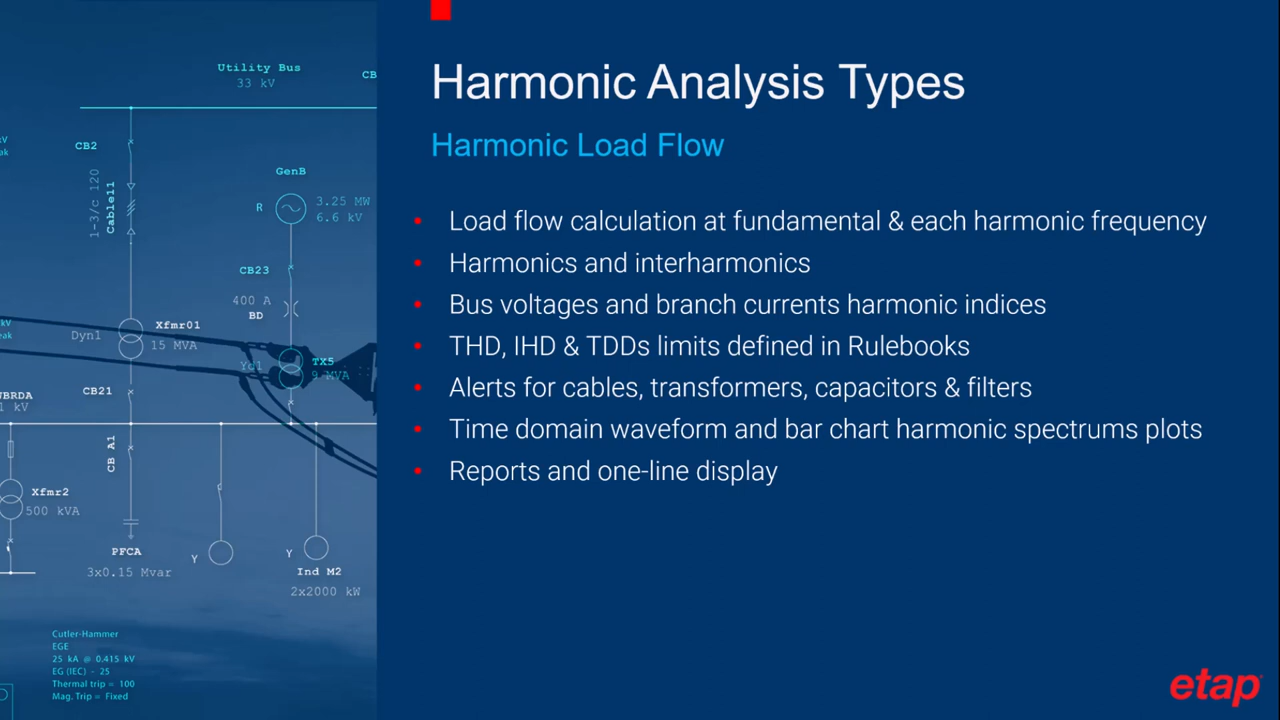 Harmonic Analysis Types
Harmonic Load Flow
• Load flow calculation at fundamental & each harmonic frequency
• Harmonics and interharmonics
• Bus voltages and branch currents harmonic indices
• THD, IHD & TDDs limits defined in Rulebooks
• Alerts for cables, transformers, capacitors & filters
• Time domain waveform and bar chart harmonic spectrums plots
• Reports and one-line display
etap
Utility Bus
33 kV
CB
CB2
1-3/c 120
Cable11
GenB
R
3.25 MW
6.6 kV
CB23
400 A
BD
Dyn1
Xfmr01
15 MVA
Yd1
TX5
9 MVA
CB21
CB A1
Xfmr2
500 kVA
PFCA
3x0.15 Mvar
Y
Y
Ind M2
2x2000 kW
Cutler-Hammer
EGE
25 kA @ 0.415 kV
EG (IEC) - 25
Thermal trip = 100
Mag. Trip = Fixed